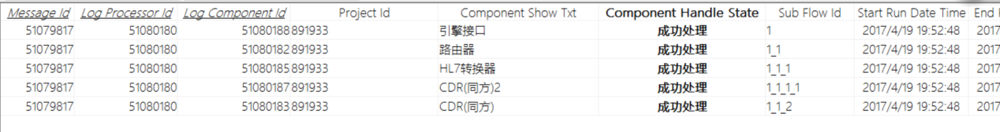 Message Id Log Processor Id Log Component Id Project Id Component Show Txt Component Handle State Sub Flow Id Start Run Date Time End
51079817 51080180 51080188 891933 引擎接口 成功处理 1 2017/4/19 19:52:48 2017
51079817 51080180 51080182 891933 路由器 成功处理 1_1 2017/4/19 19:52:48 2017
51079817 51080180 51080185 891933 HL7转换器 成功处理 1_1_1 2017/4/19 19:52:48 2017
51079817 51080180 51080187 891933 CDR(同方)2 成功处理 1_1_1_1 2017/4/19 19:52:48 2017
51079817 51080180 51080183 891933 CDR(同方) 成功处理 1_1_2 2017/4/19 19:52:48 2017